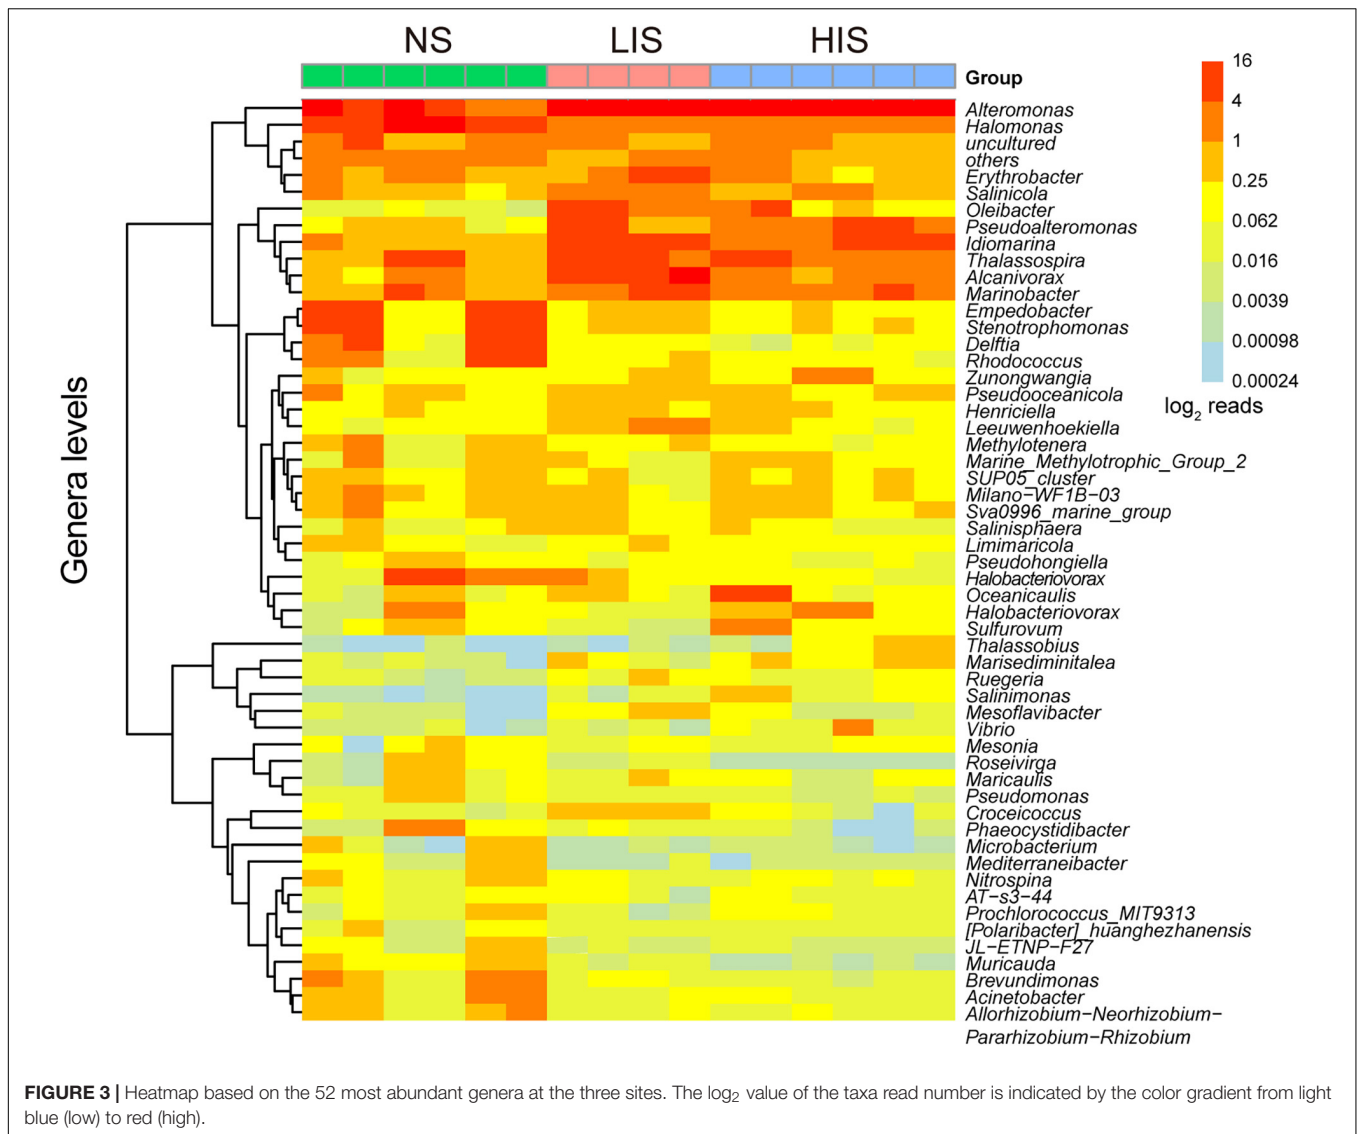 NS LIS HIS
Group
Genera levels
Alteromonas
Halomonas
uncultured
others
Erythrobacter
Salinicola
Oleibacter
Pseudoalteromonas
Idiomarina
Thalassospira
Alcanivorax
Marinobacter
Empedobacter
Stenotrophomonas
Delftia
Rhodococcus
Zunongwangia
Pseudooceanicola
Henriciella
Leeuwenhoekiella
Methylotenera
Marine_Methylotrophic_Group_2
SUP05_cluster
Milano−WF1B−03
Sva0996_marine_group
Salinisphaera
Limimaricola
Pseudohongiella
Halobacteriovorax
Oceanicaulis
Halobacteriovorax
Sulfurovum
Thalassobius
Marisediminitalea
Ruegeria
Salinimonas
Mesoflavibacter
Vibrio
Mesonia
Roseivirga
Maricaulis
Pseudomonas
Croceicoccus
Phaeocystidibacter
Microbacterium
Mediterraneibacter
Nitrospina
AT−s3−44
Prochlorococcus_MIT9313
[Polaribacter]_huanghezhanensis
JL−ETNP−F27
Muricauda
Brevundimonas
Acinetobacter
Allorhizobium−Neorhizobium−
Pararhizobium−Rhizobium
16
4
1
0.25
0.062
0.016
0.0039
0.00098
0.00024
log2 reads
FIGURE 3 | Heatmap based on the 52 most abundant genera at the three sites. The log2 value of the taxa read number is indicated by the color gradient from light
blue (low) to red (high).